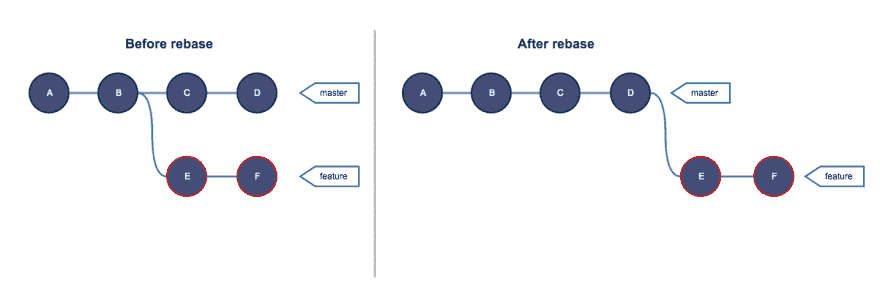 Before rebase
A B C D master
E F feature
After rebase
A B C D master
E F feature